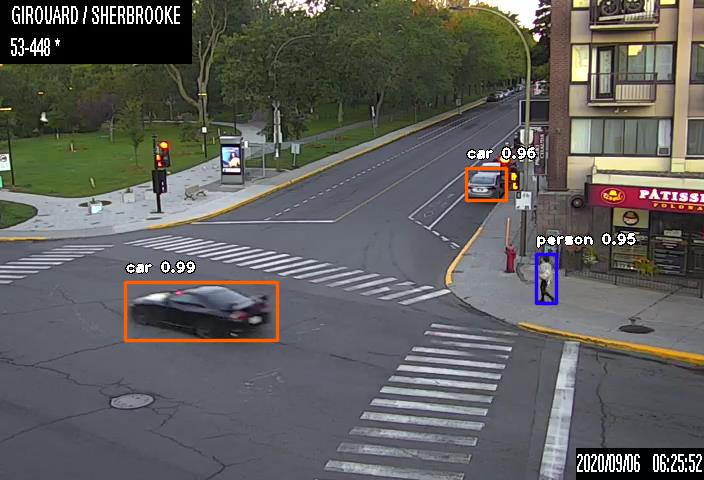 GIROUARD / SHERBROOKE
53-448 *
car 0.96
person 0.95
car 0.99
PÂTISS
2020/09/06 06:25:52